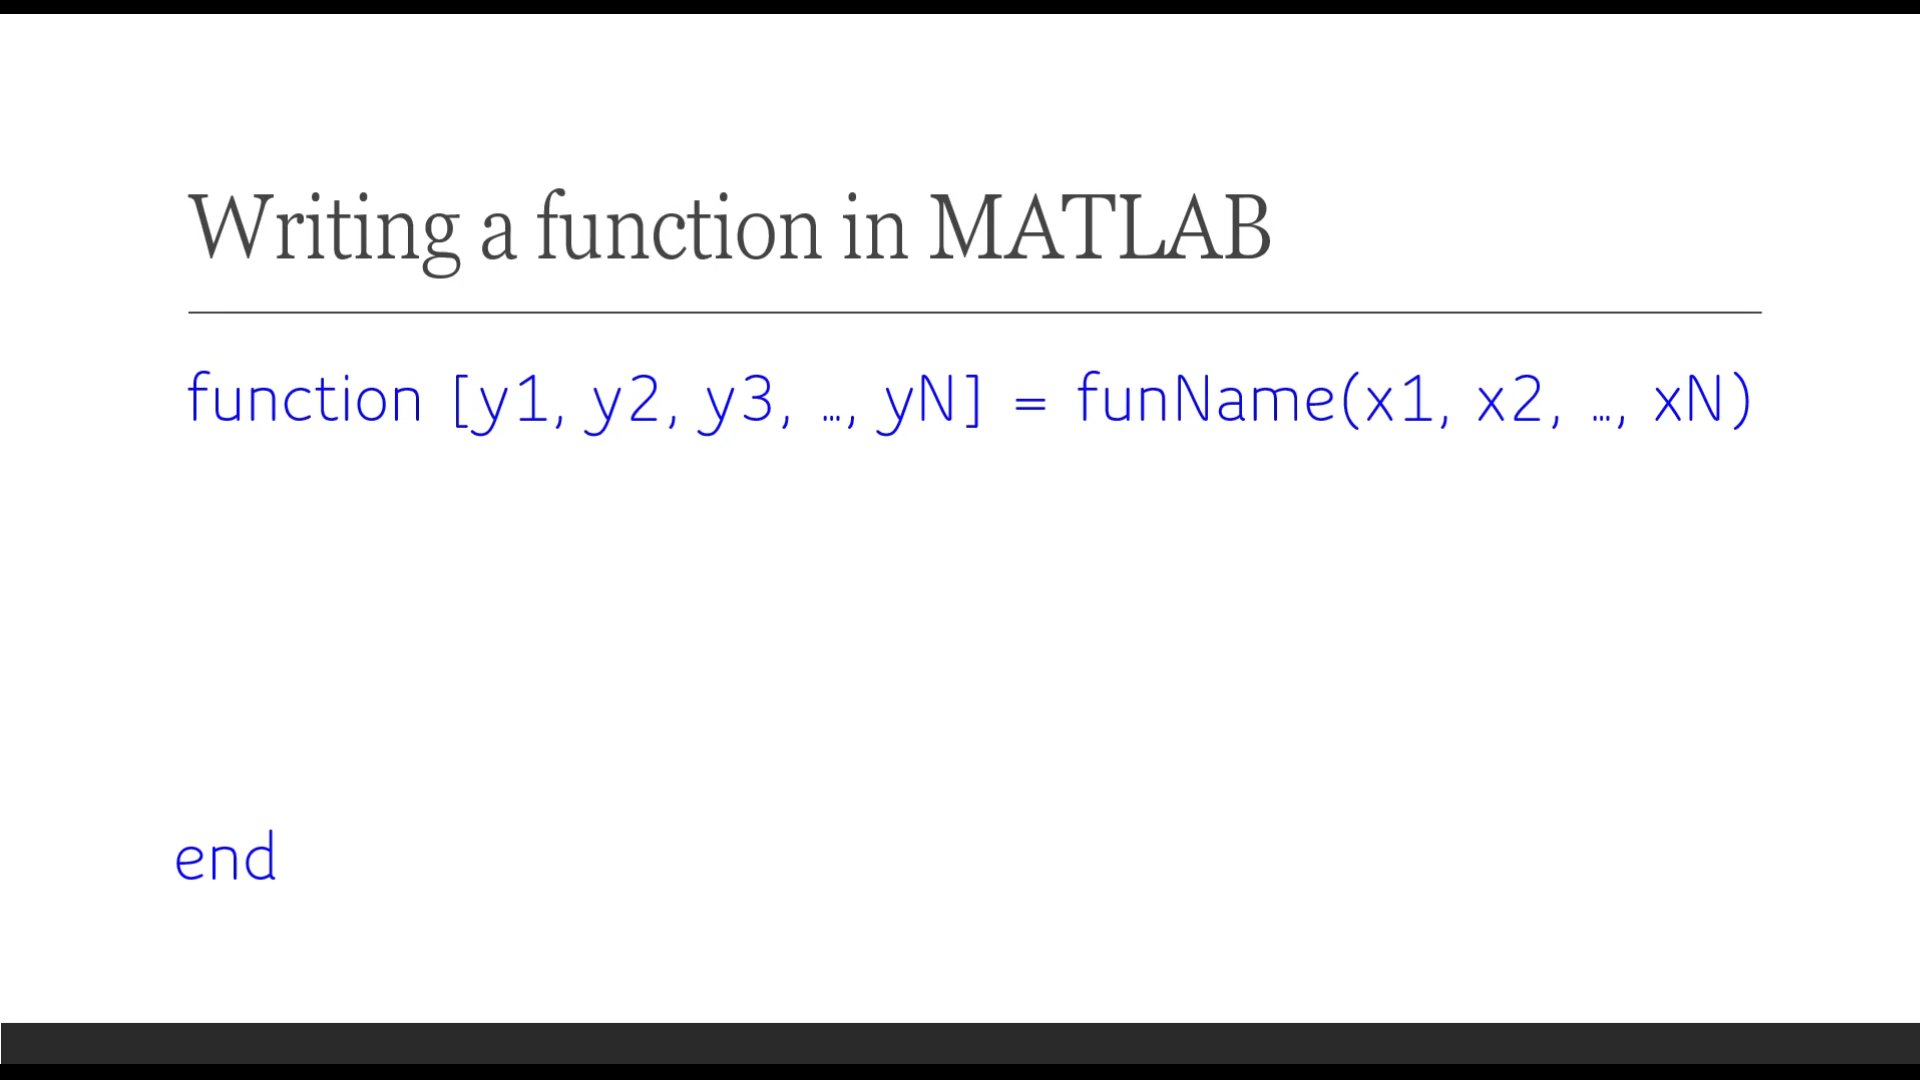 Writing a function in MATLAB
function [y1, y2, y3, …, yN] = funName(x1, x2, …, xN)
end